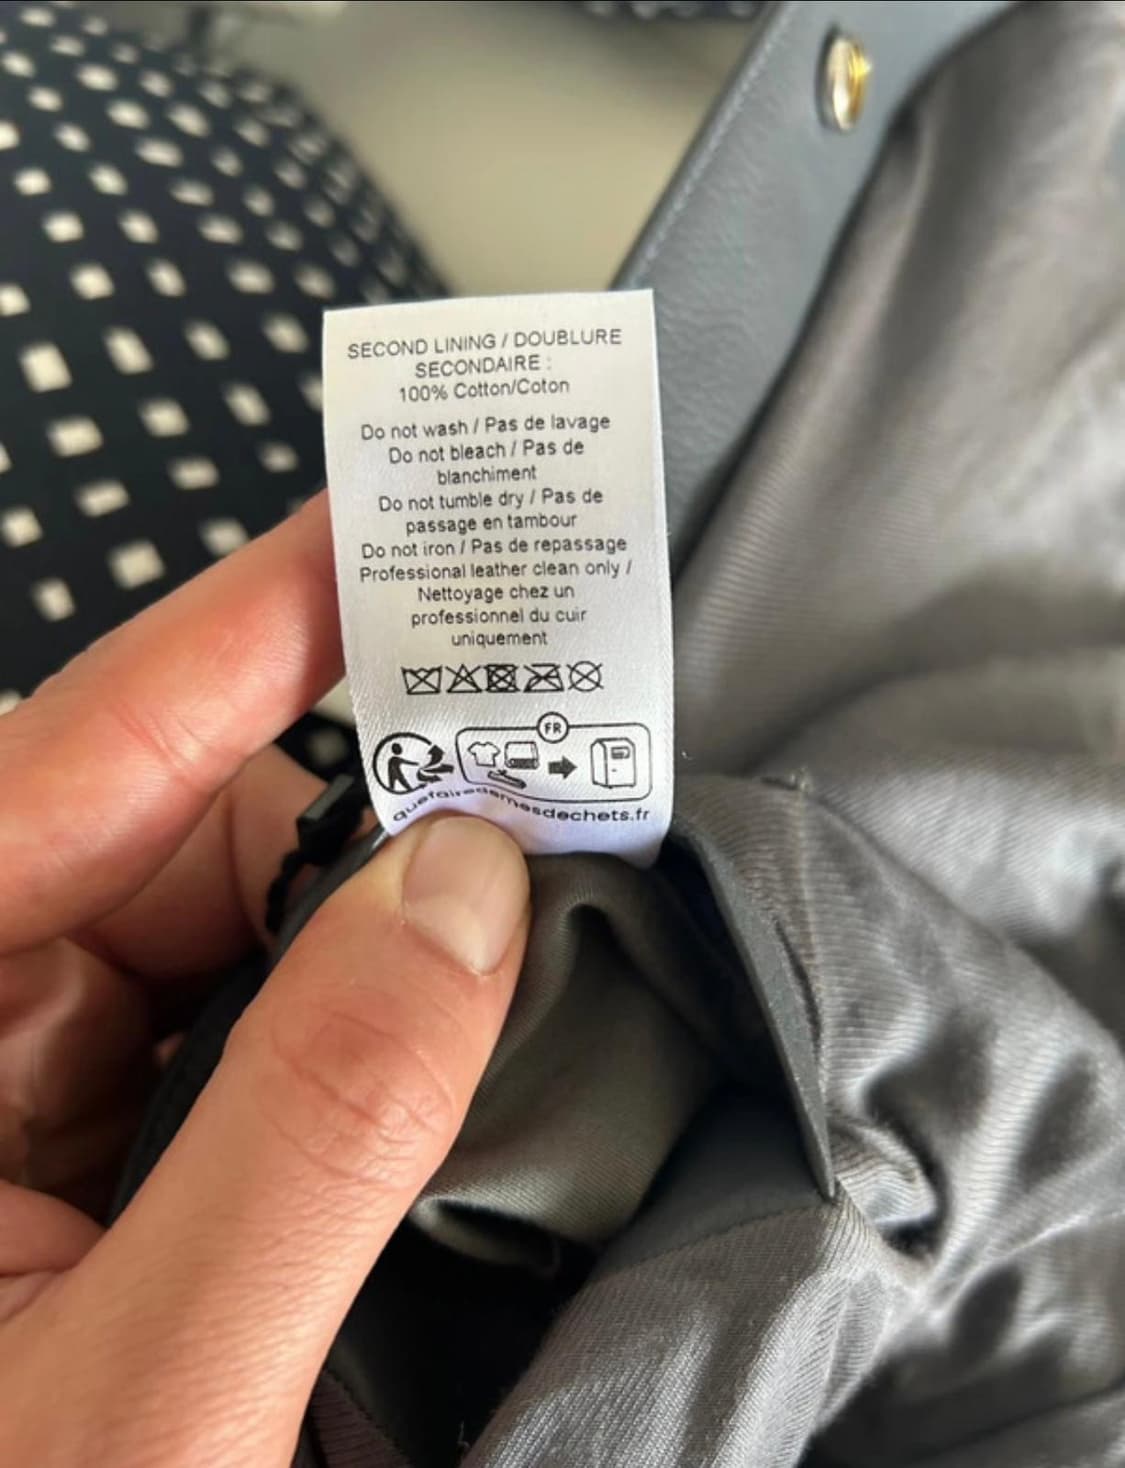 SECOND LINING / DOUBLURE
SECONDAIRE :
100% Cotton/Coton
Do not wash / Pas de lavage
Do not bleach / Pas de
blanchiment
Do not tumble dry / Pas de
passage en tambour
Do not iron / Pas de repassage
Professional leather clean only /
Nettoyage chez un
professionnel du cuir
uniquement
FR
quefairedemesdechets.fr